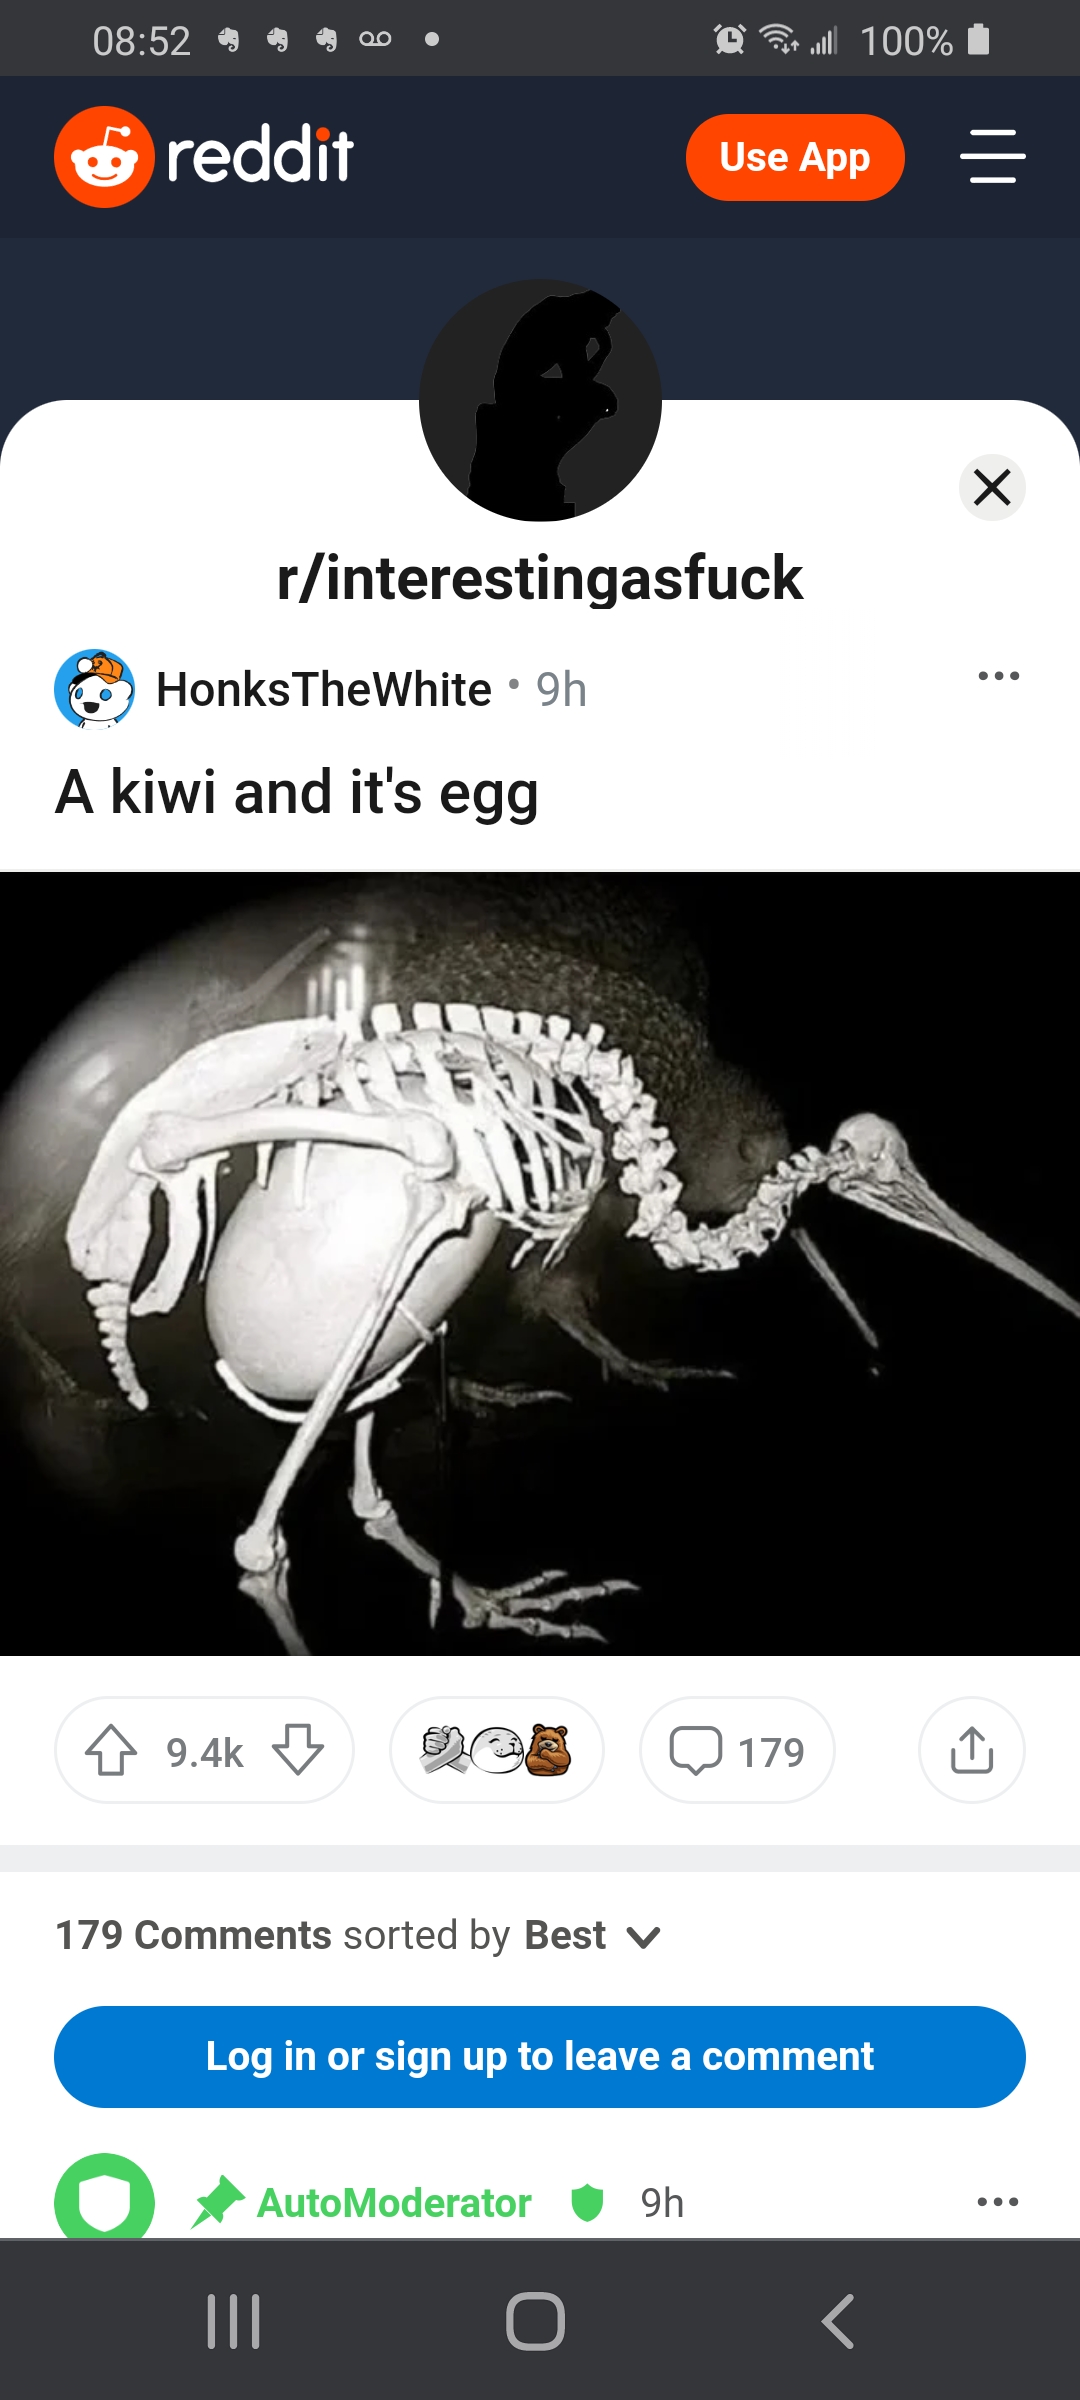 08:52 100%
reddit Use App
r/interestingasfuck
HonksTheWhite • 9h
A kiwi and it's egg
9.4k 179
179 Comments sorted by Best
Log in or sign up to leave a comment
AutoModerator 9h